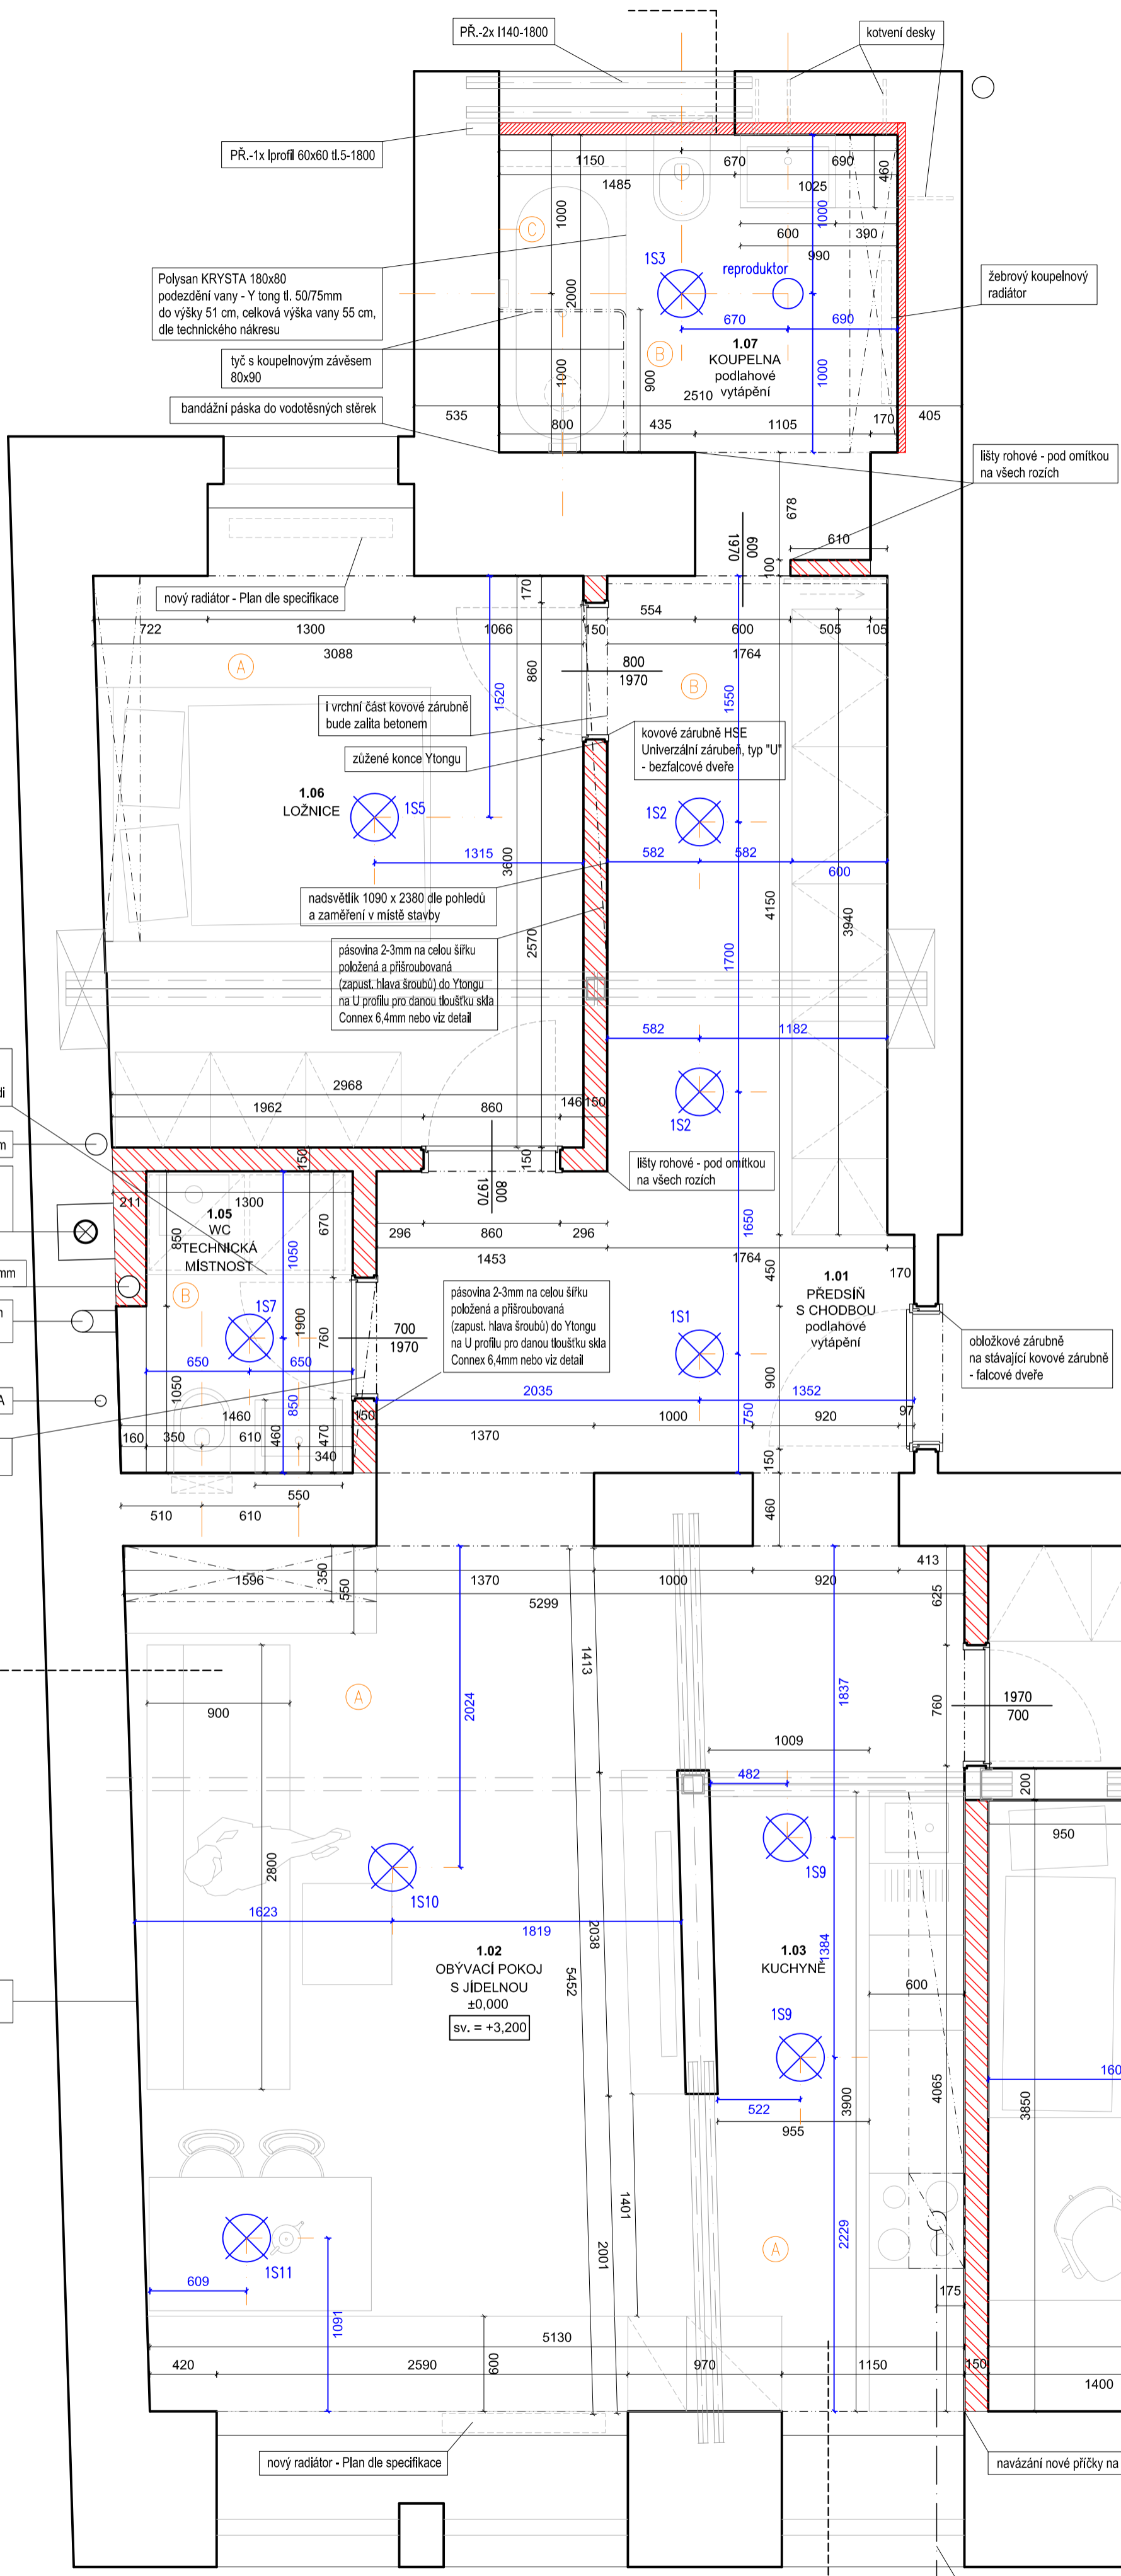 PŘ.-2x I140-1800
kotvení desky
PŘ.-1x Iprofil 60x60 tl.5-1800
1150
670
690
460
1485
1025
1000
1000
C
600
390
990
1S3
reproduktor
Polysan KRYSTA 180x80
podezdění vany - Y tong tl. 50/75mm
do výšky 51 cm, celková výška vany 55 cm,
dle technického nákresu
žebrový koupelnový
radiátor
2000
670
690
1.07
KOUPELNA
podlahové
vytápění
B
tyč s koupelnovým závěsem
80x90
1000
900
1000
2510
bandážní páska do vodotěsných stěrek
535
800
435
1105
170
405
lišty rohové - pod omítkou
na všech rozích
678
600
1970
610
100
nový radiátor - Plan dle specifikace
170
554
722
1300
1066
150
600
505
105
3088
1764
A
860
800
1970
B
1520
1550
I vrchní část kovové zárubně
bude zalita betonem
zúžené konce Ytongu
kovové zárubně HSE
Univerzální zárubeň, typ "U"
- bezfalcové dveře
1.06
LOŽNICE
1S5
1S2
1315
3600
582
582
600
nadsvětlík 1090 x 2380 dle pohledů
a zaměření v místě stavby
4150
3940
2570
pásovina 2-3mm na celou šířku
položená a přišroubovaná
(zapust. hlava šroubů) do Ytongu
na U profilu pro danou tloušťku skla
Connex 6,4mm nebo viz detail
1700
582
1182
di
2968
1962
860
146
150
1S2
m
150
150
800
1970
lišty rohové - pod omítkou
na všech rozích
211
1300
1.05
WC
TECHNICKÁ
MÍSTNOST
850
1050
670
296
860
296
1453
1650
1764
450
170
mm
B
1S7
1900
760
700
1970
pásovina 2-3mm na celou šířku
položená a přišroubovaná
(zapust. hlava šroubů) do Ytongu
na U profilu pro danou tloušťku skla
Connex 6,4mm nebo viz detail
1S1
1.01
PŘEDSÍŇ
S CHODBOU
podlahové
vytápění
obložkové zárubně
na stávající kovové zárubně
- falcové dveře
650
650
1050
850
2035
900
1352
A
1460
150
1000
750
920
97
160
350
610
460
470
340
1370
150
550
510
610
460
1596
350
550
1370
1000
920
413
625
5299
1413
2024
1837
760
1970
700
900
A
1009
482
200
950
2800
1S10
1S9
1623
1819
2038
1384
1.02
OBÝVACÍ POKOJ
S JÍDELNOU
±0,000
sv. = +3,200
5452
1.03
KUCHYNĚ
600
1S9
4065
3900
3850
160
522
955
1401
2001
2229
A
1S11
609
1091
175
5130
420
2590
600
970
1150
150
1400
nový radiátor - Plan dle specifikace
navázání nové příčky na